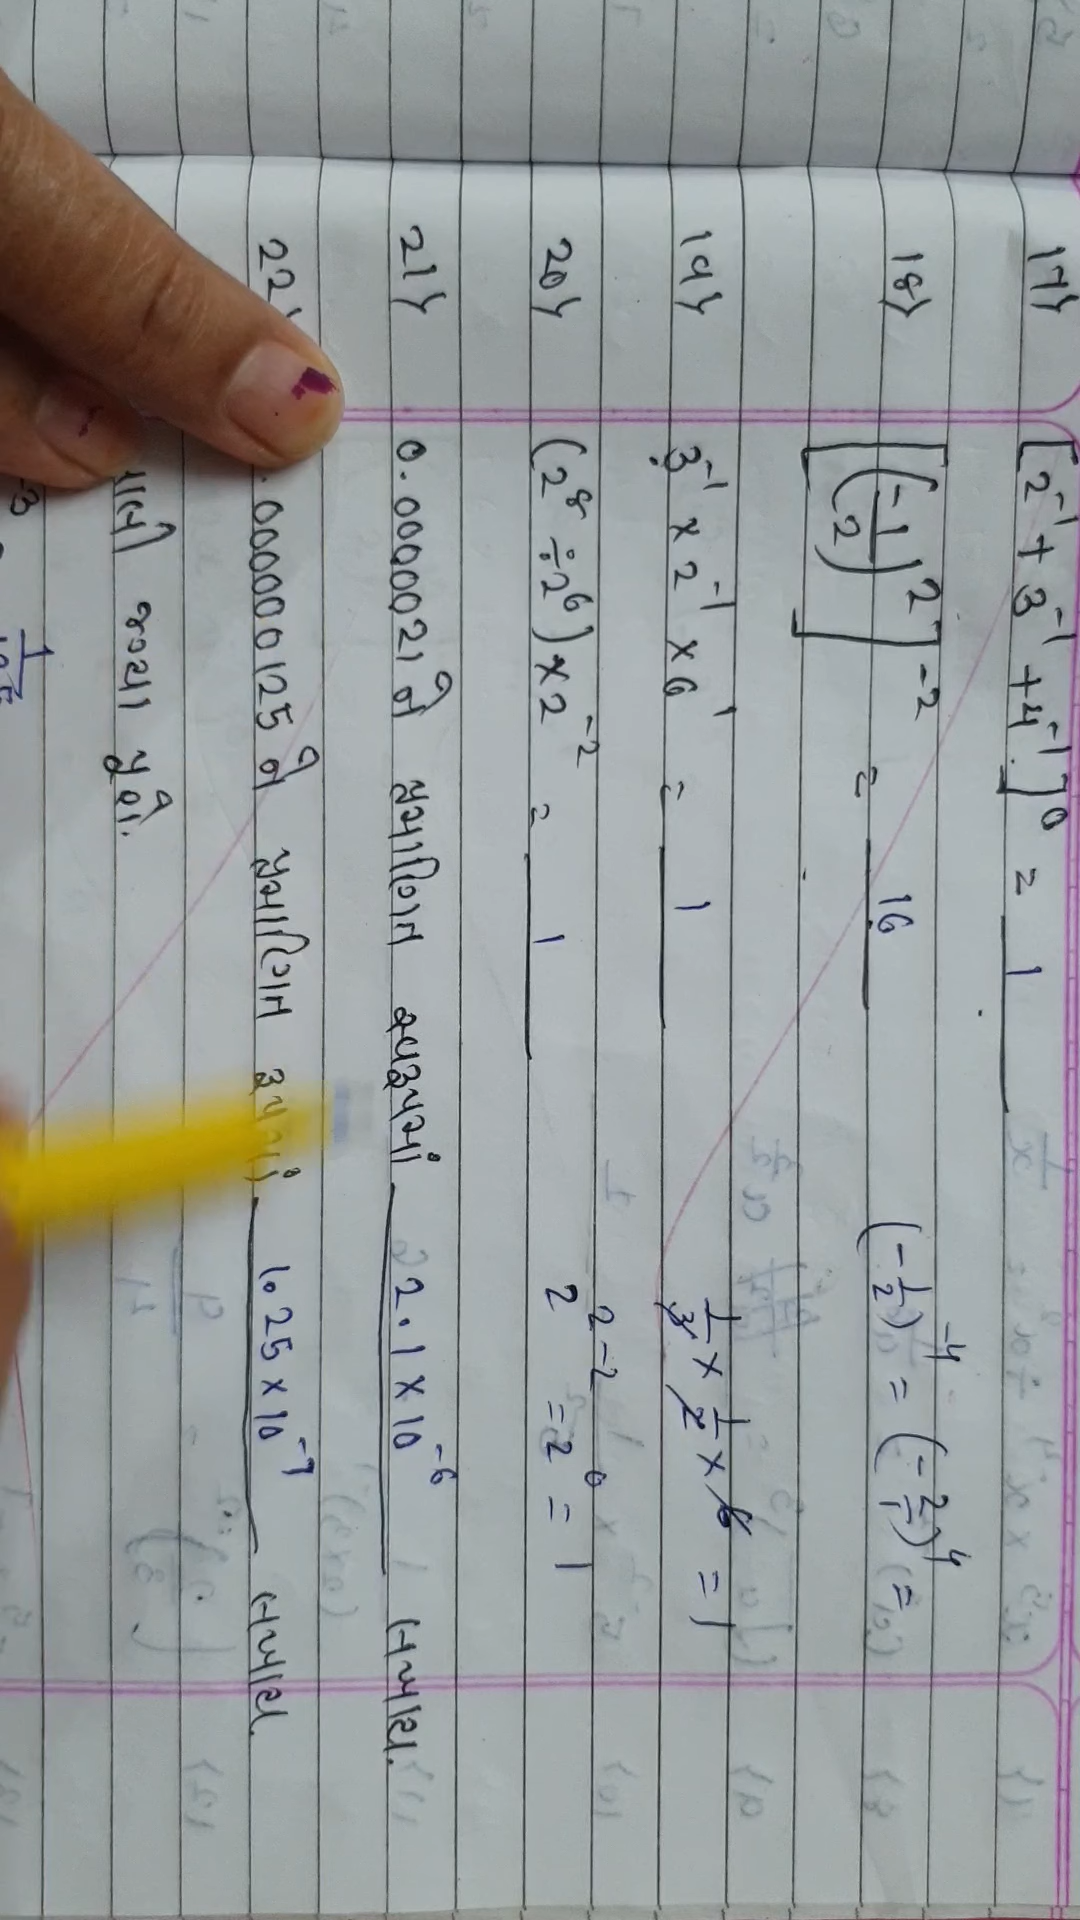 17} [2⁻¹ + 3⁻¹ + 4⁻¹]⁰ = 1
18} [(-1/2)²]⁻² = 16 (-1/2)⁻⁴ = (-2/1)⁴
19} 3⁻¹ × 2⁻¹ × 6¹ = 1 1/3 × 1/2 × 6 = 1
20} (2⁸ ÷ 2⁶) × 2⁻² = 1 2²⁻² = 2⁰ = 1
21} 0.0000021 ને પ્રમાણિત સ્વરૂપમાં 2.1 × 10⁻⁶ લખાય.
22} .000000125 ને પ્રમાણિત રૂપમાં 1.25 × 10⁻⁷ લખાય.
ખાલી જગ્યા પુરો.